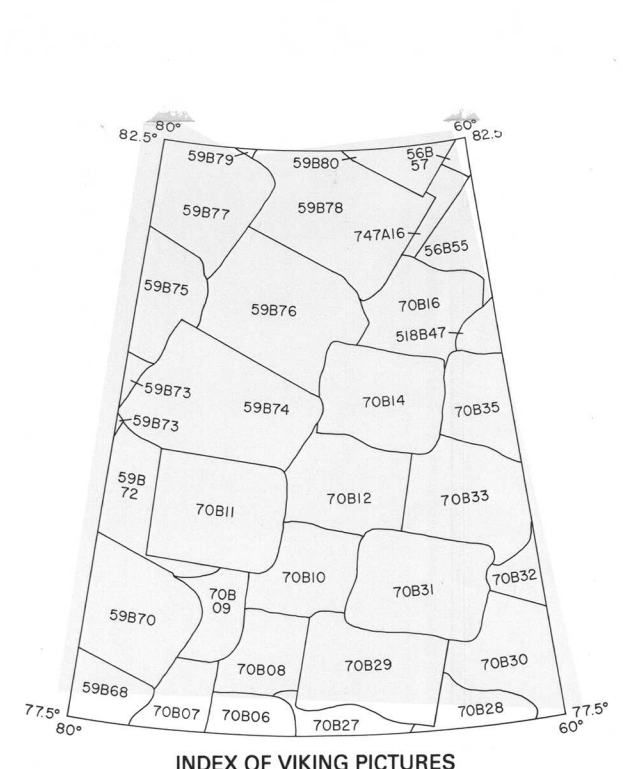 80°
60°
82.5°
82.5
59B79
59B80
56B
57
59B77
59B78
747A16
56B55
59B75
59B76
70B16
518B47
59B73
59B74
70B14
70B35
59B73
59B
72
70B11
70B12
70B33
70B10
70B
09
70B31
70B32
59B70
70B08
70B29
70B30
59B68
70B07
70B06
70B27
70B28
77.5°
77.5°
80°
60°
INDEX OF VIKING PICTURES